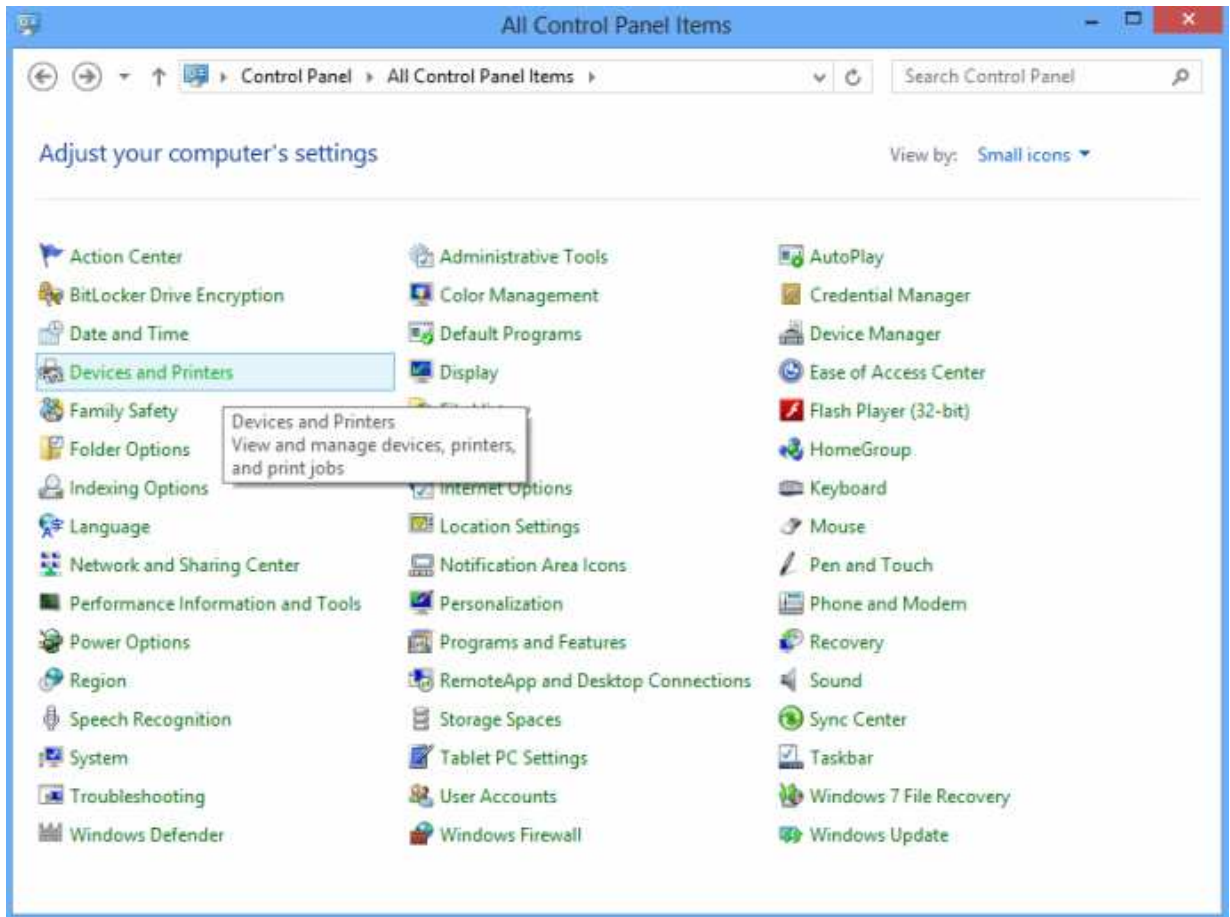 All Control Panel Items
Control Panel All Control Panel Items Search Control Panel
Adjust your computer's settings View by: Small icons
Action Center Administrative Tools AutoPlay
BitLocker Drive Encryption Color Management Credential Manager
Date and Time Default Programs Device Manager
Devices and Printers Display Ease of Access Center
Family Safety Flash Player (32-bit)
Devices and Printers
View and manage devices, printers,
and print jobs
Folder Options HomeGroup
Indexing Options Internet Options Keyboard
Language Location Settings Mouse
Network and Sharing Center Notification Area Icons Pen and Touch
Performance Information and Tools Personalization Phone and Modem
Power Options Programs and Features Recovery
Region RemoteApp and Desktop Connections Sound
Speech Recognition Storage Spaces Sync Center
System Tablet PC Settings Taskbar
Troubleshooting User Accounts Windows 7 File Recovery
Windows Defender Windows Firewall Windows Update